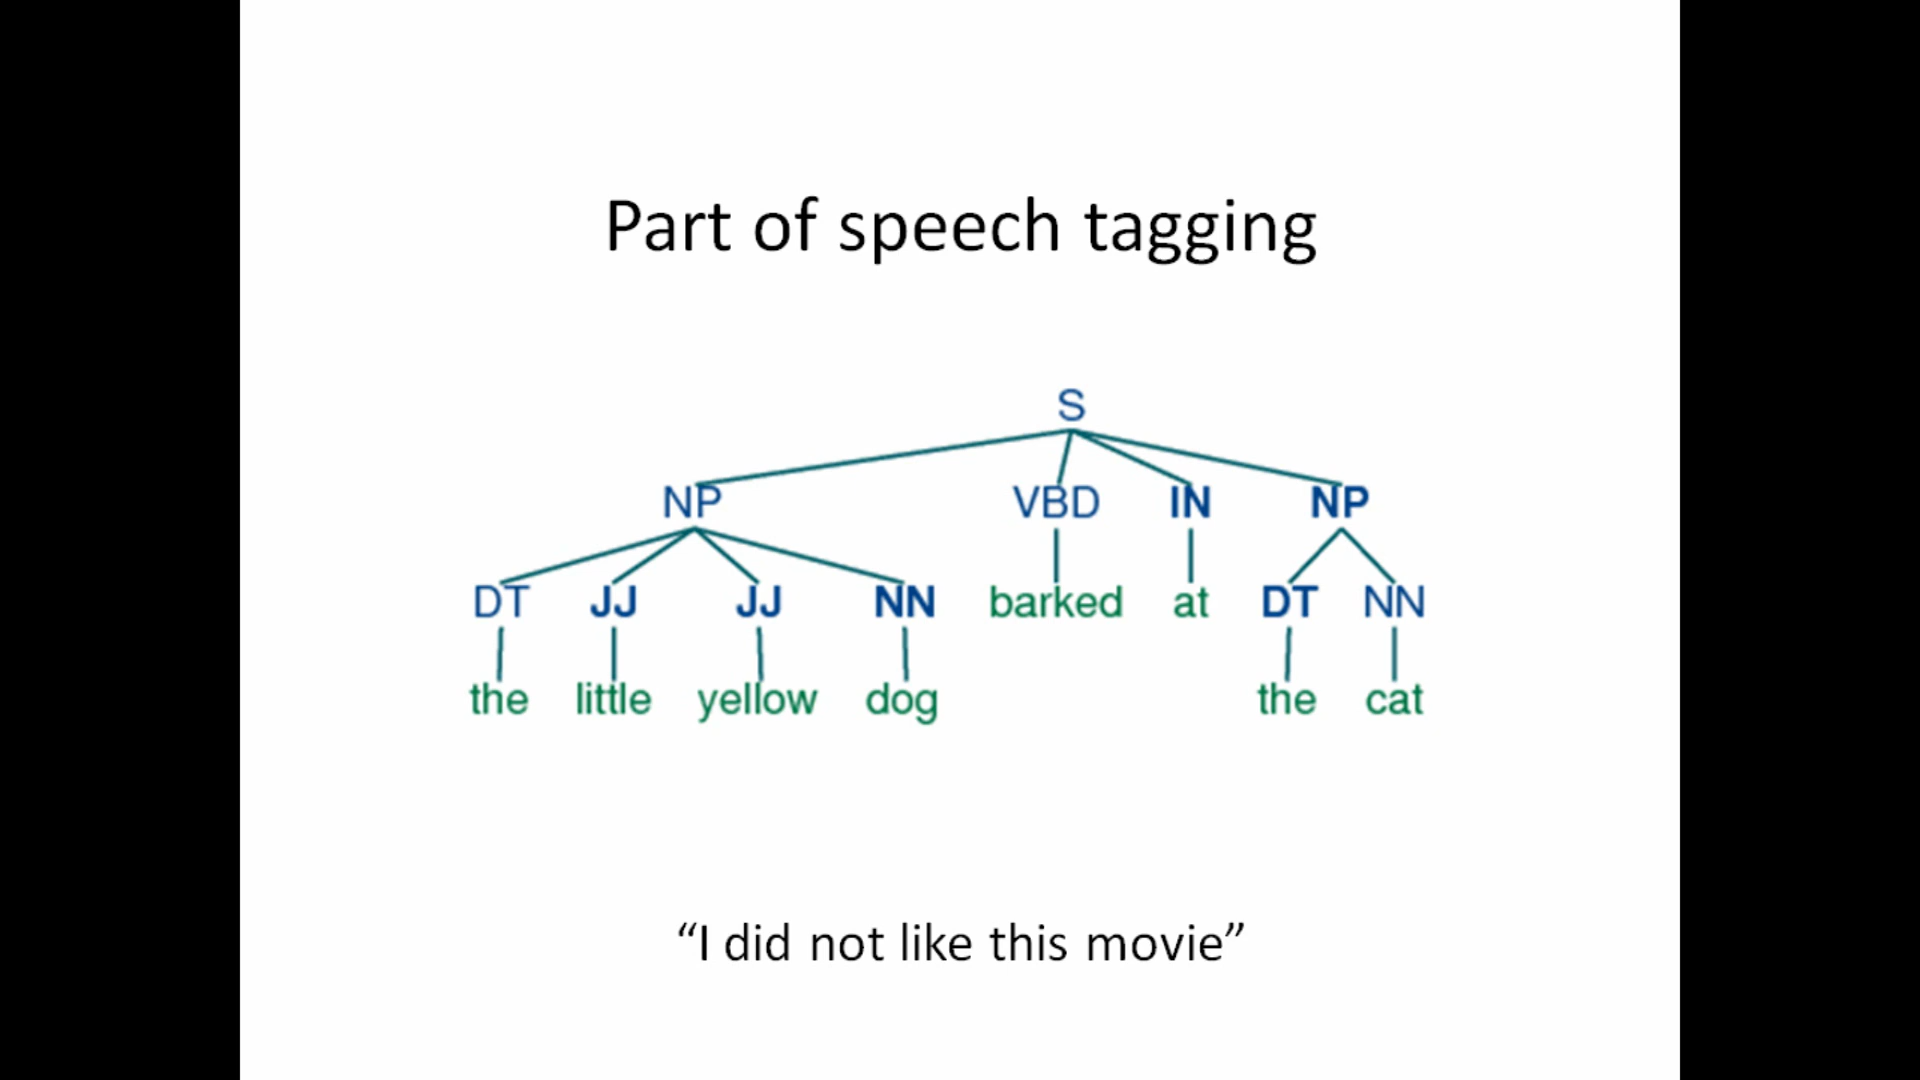 Part of speech tagging
S
NP VBD IN NP
DT JJ JJ NN barked at DT NN
the little yellow dog the cat
“I did not like this movie”